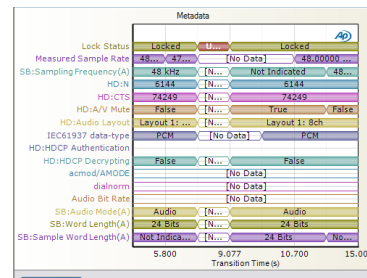 Metadata
AP
Lock Status Locked U... Locked
Measured Sample Rate 48... 47... [No Data] 48.00000 ...
SB:Sampling Frequency(A) 48 kHz [N... Not Indicated 48...
HD:N 6144 [N... 6144
HD:CTS 74249 [N... 74249
HD:A/V Mute False [N... True False
HD:Audio Layout Layout 1: ... [N... Layout 1: 8ch
IEC61937 data-type PCM [No Data] PCM
HD:HDCP Authentication
HD:HDCP Decrypting False [N... False
acmod/AMODE [No Data]
dialnorm [No Data]
Audio Bit Rate [No Data]
SB:Audio Mode(A) Audio [N... Audio
SB:Word Length(A) 24 Bits [N... 24 Bits
SB:Sample Word Length(A) Not Indica... [N... 24 Bits No...
5.800 9.077 10.700 15.00
Transition Time (s)